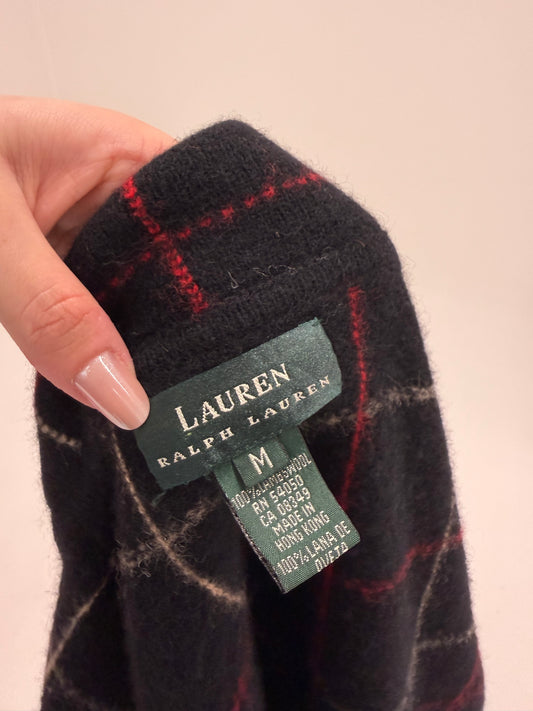 LAUREN
RALPH LAUREN
M
100% LAMBSWOOL
RN 54050
CA 08349
MADE IN
HONG KONG
100% LANA DE
OVEJA